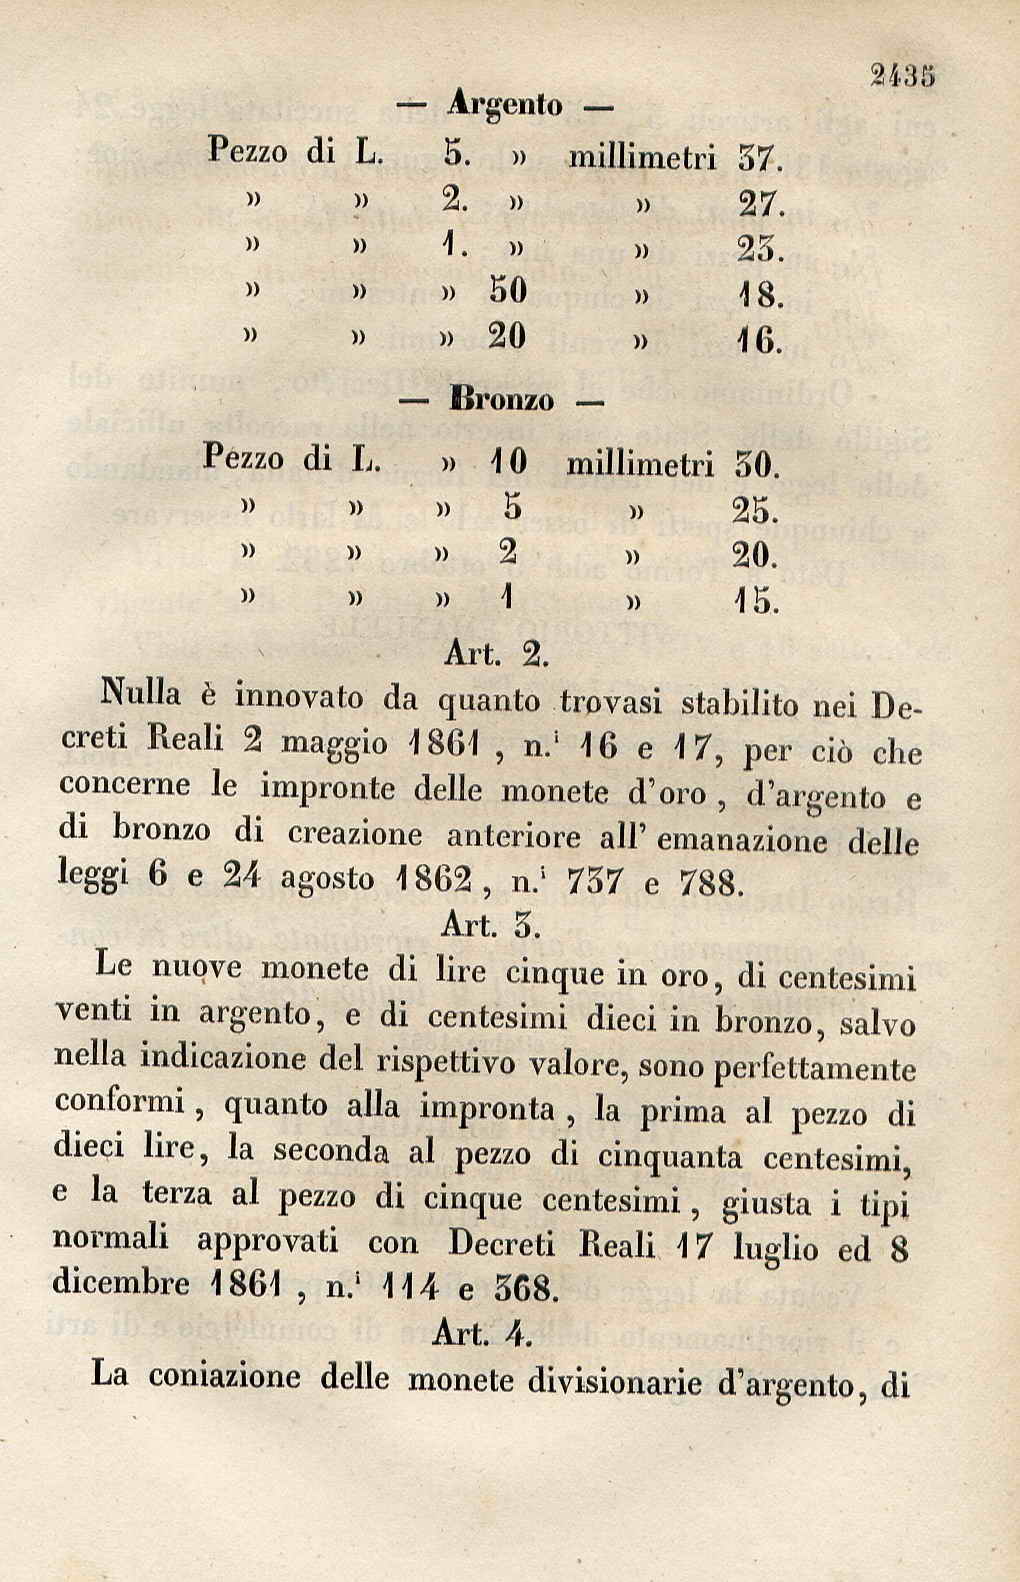 2435
— Argento —
Pezzo di L. 5. » millimetri 37.
» » 2. » » 27.
» » 1. » » 23.
» » » 50 » 18.
» » » 20 » 16.
— Bronzo —
Pezzo di L. » 10 millimetri 30.
» » » 5 » 25.
» » » 2 » 20.
» » » 1 » 15.
Art. 2.
Nulla è innovato da quanto trovasi stabilito nei De-
creti Reali 2 maggio 1861 , n.i 16 e 17, per ciò che
concerne le impronte delle monete d'oro , d'argento e
di bronzo di creazione anteriore all' emanazione delle
leggi 6 e 24 agosto 1862 , n.i 737 e 788.
Art. 3.
Le nuove monete di lire cinque in oro, di centesimi
venti in argento, e di centesimi dieci in bronzo, salvo
nella indicazione del rispettivo valore, sono perfettamente
conformi , quanto alla impronta , la prima al pezzo di
dieci lire, la seconda al pezzo di cinquanta centesimi,
e la terza al pezzo di cinque centesimi , giusta i tipi
normali approvati con Decreti Reali 17 luglio ed 8
dicembre 1861 , n.i 114 e 368.
Art. 4.
La coniazione delle monete divisionarie d'argento, di